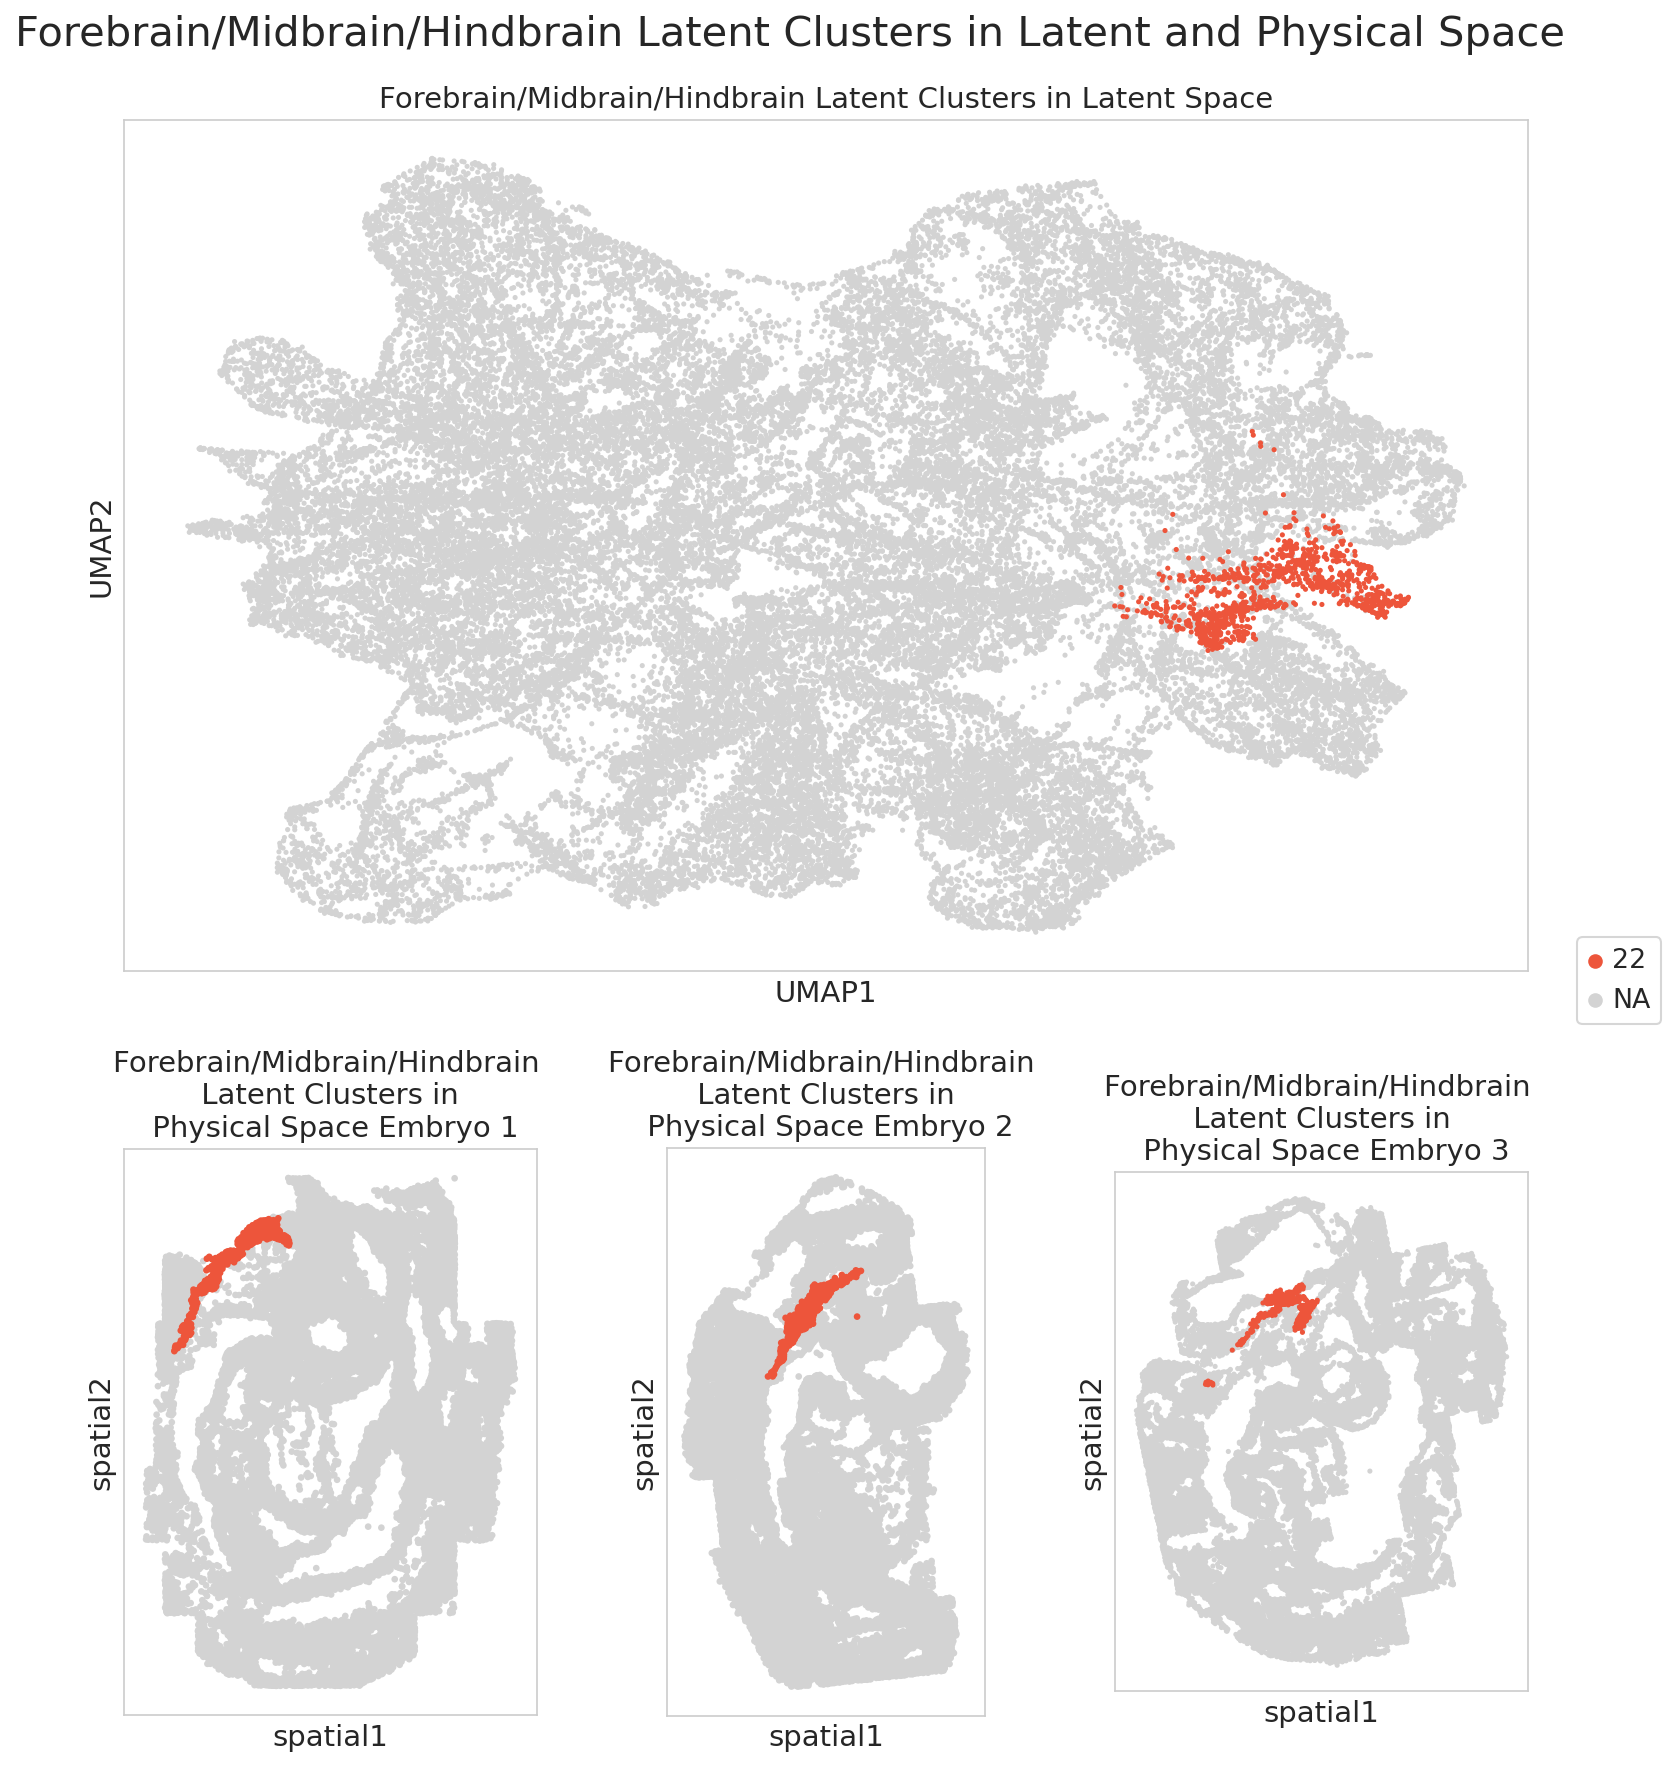 Forebrain/Midbrain/Hindbrain Latent Clusters in Latent and Physical Space
Forebrain/Midbrain/Hindbrain Latent Clusters in Latent Space
UMAP2
UMAP1
22
NA
Forebrain/Midbrain/Hindbrain
Latent Clusters in
Physical Space Embryo 1
spatial2
spatial1
Forebrain/Midbrain/Hindbrain
Latent Clusters in
Physical Space Embryo 2
spatial2
spatial1
Forebrain/Midbrain/Hindbrain
Latent Clusters in
Physical Space Embryo 3
spatial2
spatial1